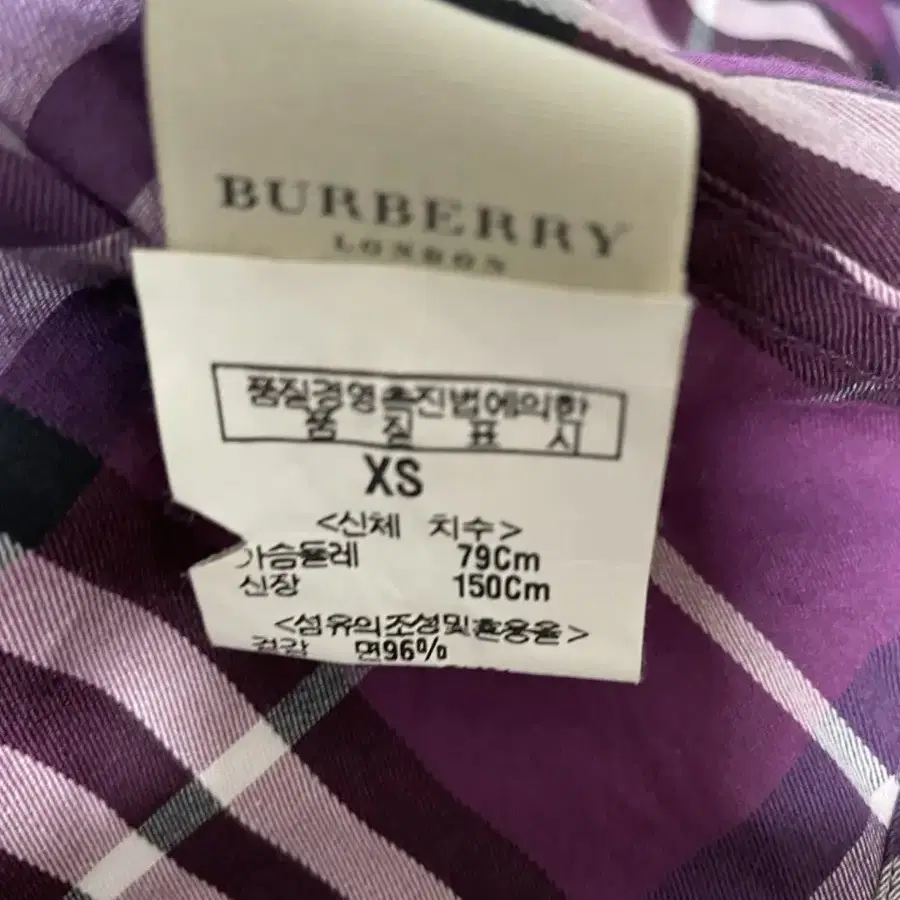 BURBERRY
LONDON
품질경영촉진법에의한
품 질 표 시
XS
<신체 치수>
가슴둘레 79Cm
신장 150Cm
<섬유의조성및혼용율>
겉감 면96%